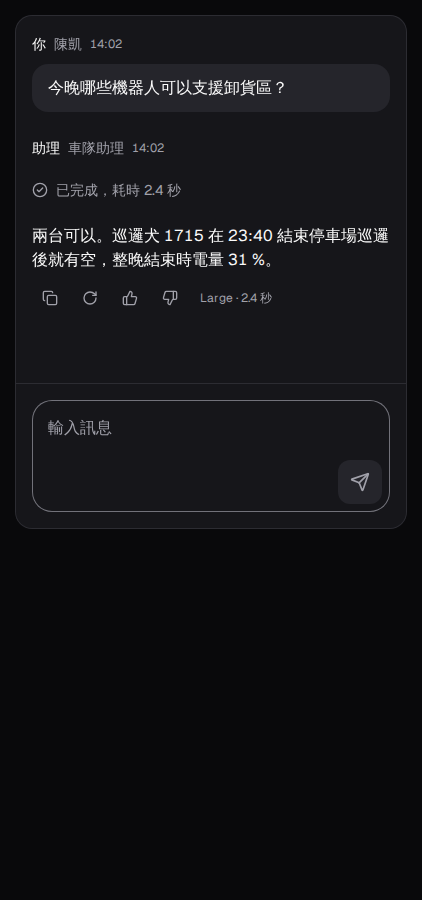 你 陳凱 14:02
今晚哪些機器人可以支援卸貨區？
助理 車隊助理 14:02
已完成，耗時 2.4 秒
兩台可以。巡邏犬 1715 在 23:40 結束停車場巡邏
後就有空，整晚結束時電量 31 %。
Large · 2.4 秒
輸入訊息